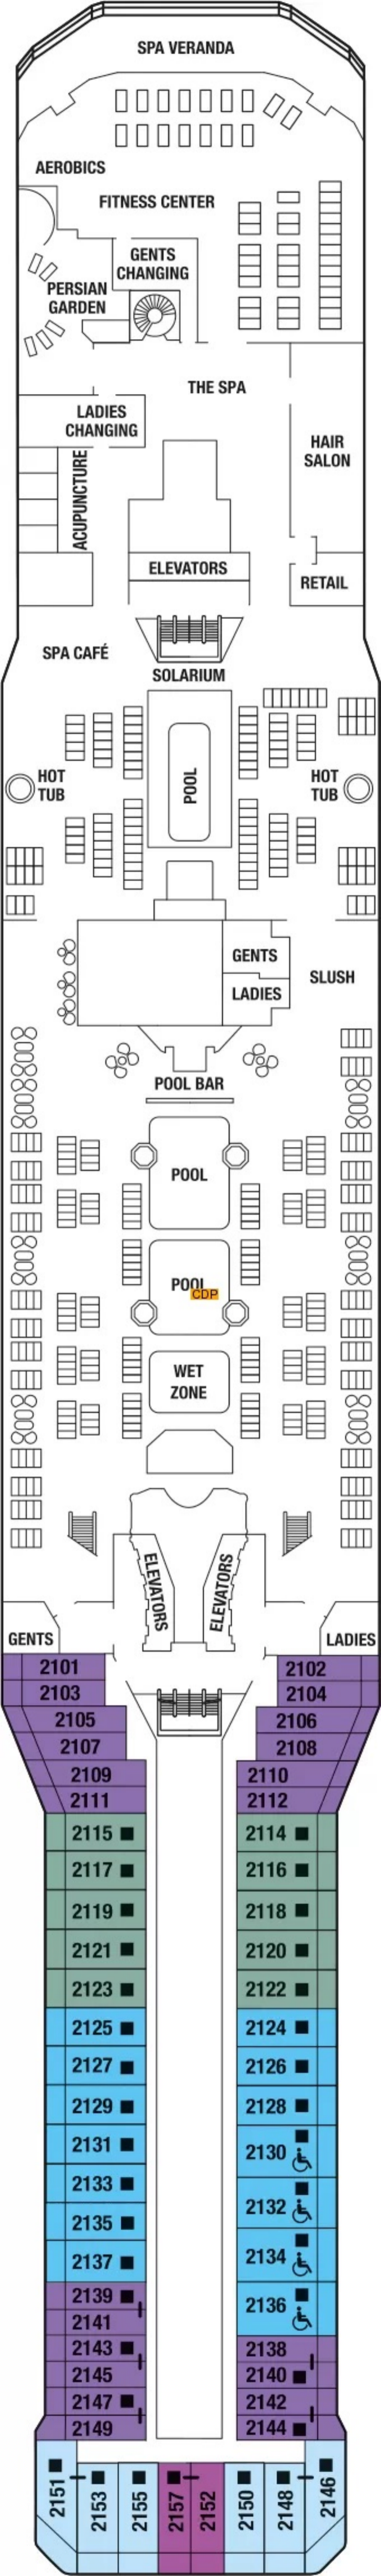 SPA VERANDA
AEROBICS
FITNESS CENTER
GENTS
CHANGING
PERSIAN
GARDEN
THE SPA
LADIES
CHANGING
HAIR
SALON
ACUPUNCTURE
ELEVATORS
RETAIL
SPA CAFÉ
SOLARIUM
POOL
HOT
TUB
HOT
TUB
GENTS
LADIES
SLUSH
POOL BAR
POOL
POOL
CDP
WET
ZONE
ELEVATORS
ELEVATORS
GENTS
LADIES
2101 2102
2103 2104
2105 2106
2107 2108
2109 2110
2111 2112
2115 2114
2117 2116
2119 2118
2121 2120
2123 2122
2125 2124
2127 2126
2129 2128
2131 2130
2133 2132
2135 2134
2137 2136
2139
2141 2138
2143 2140
2145 2142
2147 2144
2149
2151 2153 2155 2157 2152 2150 2148 2146